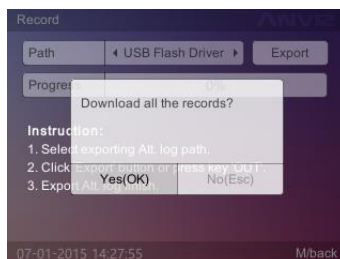 Record
ANVIZ
Path
USB Flash Driver
Export
Progress
0%
Download all the records?
Instruction:
1. Select exporting Att. log path.
2. Click 'Export' button or press key 'OUT'.
3. Export Att. log finish.
Yes(OK)
No(Esc)
07-01-2015 14:27:55
M/back